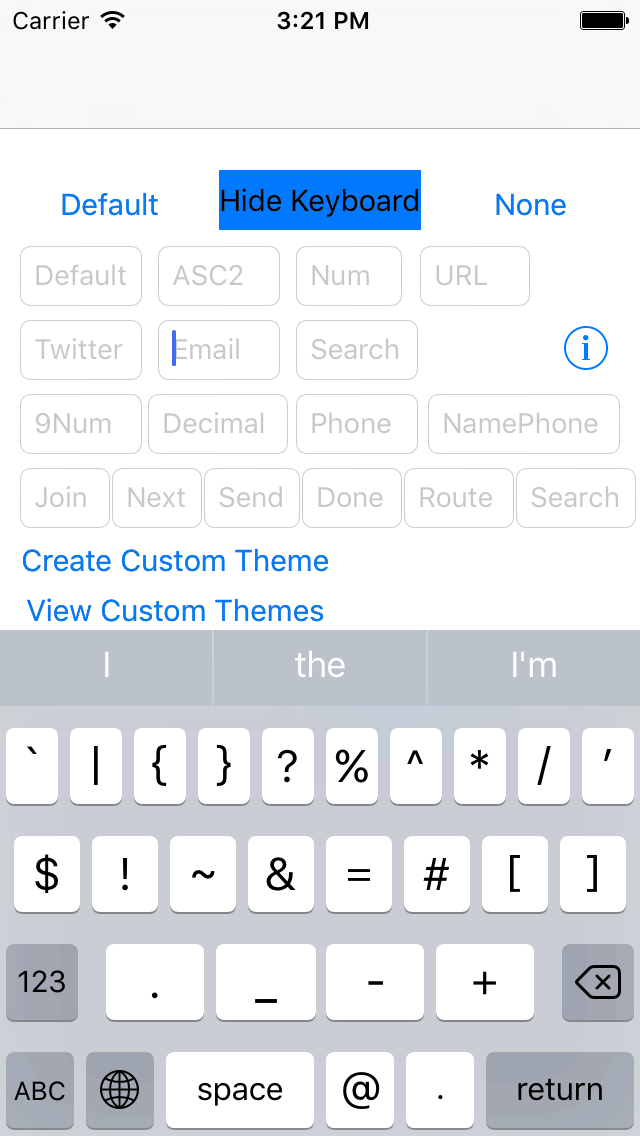 Carrier 3:21 PM
Default Hide Keyboard None
Default ASC2 Num URL
Twitter Email Search
9Num Decimal Phone NamePhone
Join Next Send Done Route Search
Create Custom Theme
View Custom Themes
I the I'm
` | { } ? % ^ * / ’
$ ! ~ & = # [ ]
123 . _ - +
ABC space @ . return